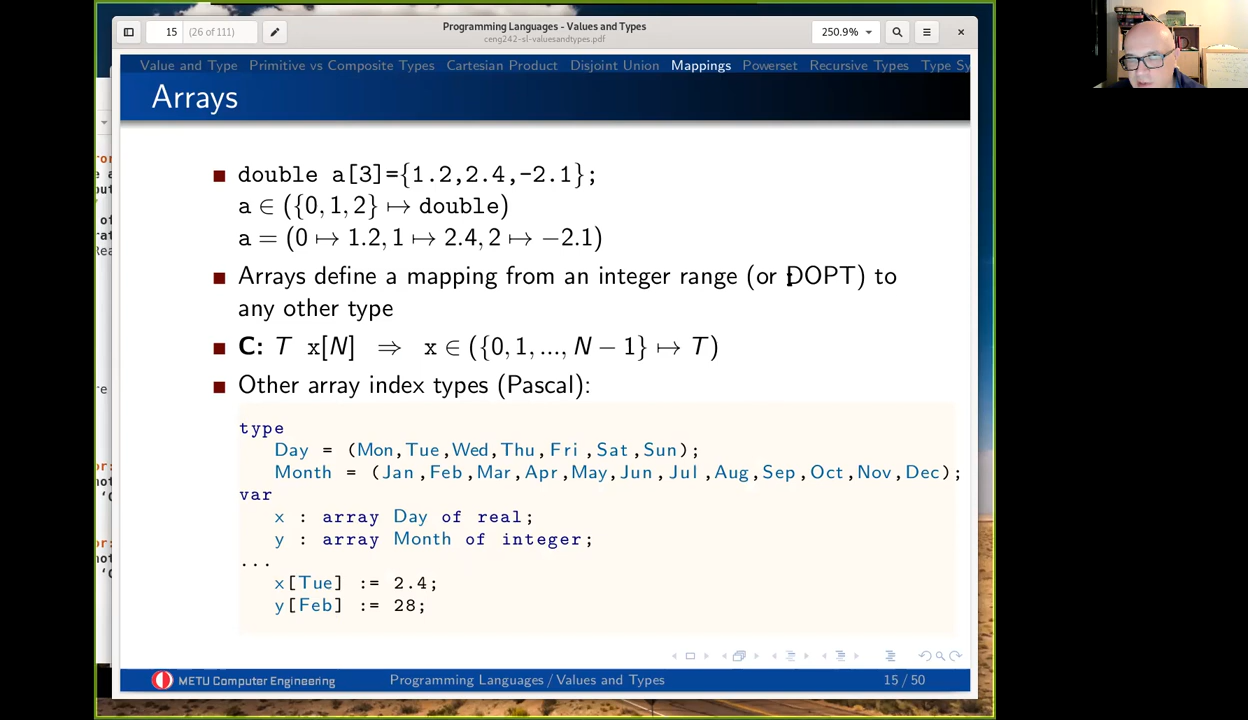 Programming Languages - Values and Types
ceng242-sl-valuesandtypes.pdf
15 (26 of 111)
250.9%
Value and Type Primitive vs Composite Types Cartesian Product Disjoint Union Mappings Powerset Recursive Types Type Sy
Arrays
double a[3]={1.2,2.4,-2.1};
a ∈ ({0, 1, 2} ↦ double)
a = (0 ↦ 1.2, 1 ↦ 2.4, 2 ↦ −2.1)
Arrays define a mapping from an integer range (or DOPT) to
any other type
C: T x[N] ⇒ x ∈ ({0, 1, ..., N − 1} ↦ T)
Other array index types (Pascal):
type
Day = (Mon,Tue,Wed,Thu,Fri,Sat,Sun);
Month = (Jan,Feb,Mar,Apr,May,Jun,Jul,Aug,Sep,Oct,Nov,Dec);
var
x : array Day of real;
y : array Month of integer;
...
x[Tue] := 2.4;
y[Feb] := 28;
METU Computer Engineering
Programming Languages / Values and Types
15 / 50